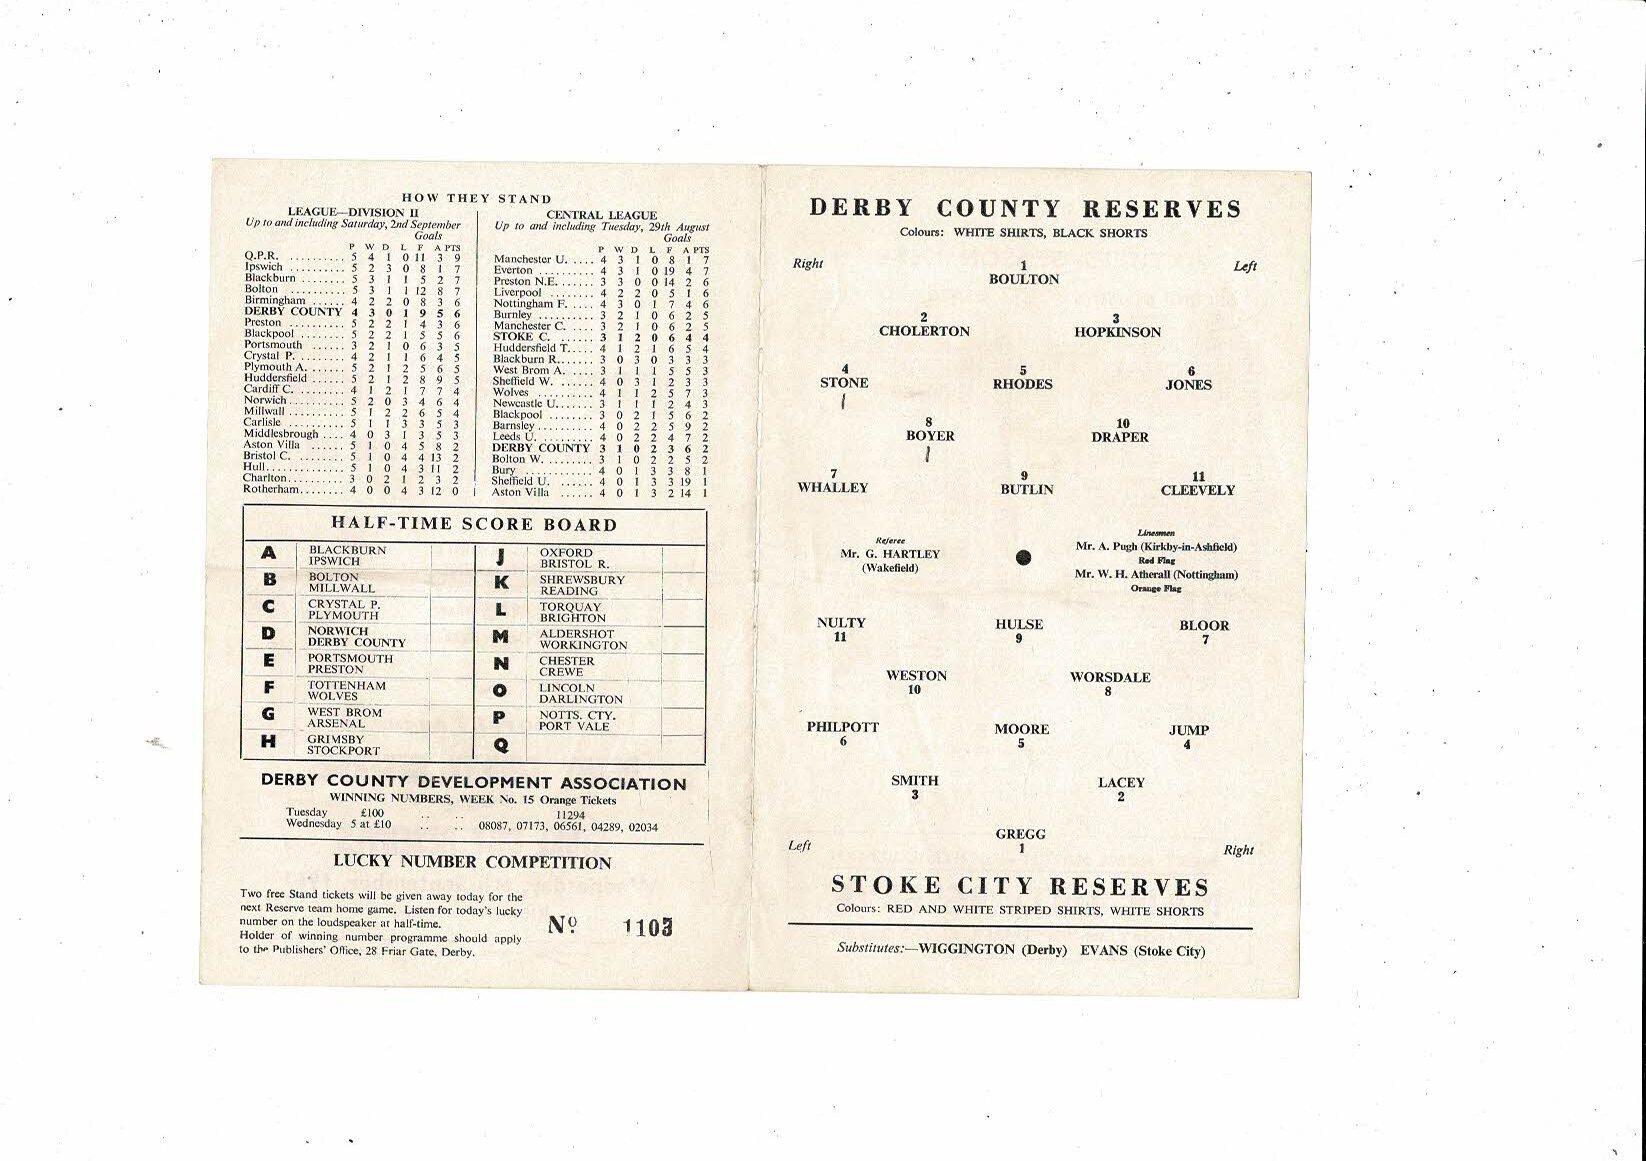 HOW THEY STAND
LEAGUE—DIVISION II
Up to and including Saturday, 2nd September
Goals
P W D L F A PTS
Q.P.R. .......... 5 4 1 0 11 3 9
Ipswich .......... 5 2 3 0 8 1 7
Blackburn ........ 5 3 1 1 5 2 7
Bolton .......... 5 3 1 1 12 8 7
Birmingham ...... 4 2 2 0 8 3 6
DERBY COUNTY 4 3 0 1 9 5 6
Preston .......... 5 2 2 1 4 3 6
Blackpool ........ 5 2 2 1 5 5 6
Portsmouth ...... 3 2 1 0 6 3 5
Crystal P. ........ 4 2 1 1 6 4 5
Plymouth A. ...... 5 2 1 2 5 6 5
Huddersfield ...... 5 2 1 2 8 9 5
Cardiff C. ........ 4 1 2 1 7 7 4
Norwich .......... 5 2 0 3 4 6 4
Millwall .......... 5 1 2 2 6 5 4
Carlisle .......... 5 1 1 3 3 5 3
Middlesbrough .... 4 0 3 1 3 5 3
Aston Villa ...... 5 1 0 4 5 8 2
Bristol C. ........ 5 1 0 4 4 13 2
Hull .............. 5 1 0 4 3 11 2
Charlton .......... 3 0 2 1 2 3 2
Rotherham ........ 4 0 0 4 3 12 0
CENTRAL LEAGUE
Up to and including Tuesday, 29th August
Goals
P W D L F A PTS
Manchester U. .... 4 3 1 0 8 1 7
Everton .......... 4 3 1 0 19 4 7
Preston N.E. ...... 3 3 0 0 14 2 6
Liverpool ........ 4 2 2 0 5 1 6
Nottingham F. .... 4 3 0 1 7 4 6
Burnley .......... 3 2 1 0 6 2 5
Manchester C. .... 3 2 1 0 6 2 5
STOKE C. ...... 3 1 2 0 6 4 4
Huddersfield T. .... 4 1 2 1 6 5 4
Blackburn R. ...... 3 0 3 0 3 3 3
West Brom A. .... 3 1 1 1 5 5 3
Sheffield W. ...... 4 0 3 1 2 3 3
Wolves .......... 4 1 1 2 5 7 3
Newcastle U. ...... 3 1 1 1 2 4 3
Blackpool ........ 3 0 2 1 5 6 2
Barnsley .......... 4 0 2 2 5 9 2
Leeds U. .......... 4 0 2 2 4 7 2
DERBY COUNTY 3 1 0 2 3 6 2
Bolton W. ........ 3 1 0 2 2 5 2
Bury ............ 4 0 1 3 3 8 1
Sheffield U. ...... 4 0 1 3 3 19 1
Aston Villa ...... 4 0 1 3 2 14 1
HALF-TIME SCORE BOARD
A BLACKBURN
IPSWICH
B BOLTON
MILLWALL
C CRYSTAL P.
PLYMOUTH
D NORWICH
DERBY COUNTY
E PORTSMOUTH
PRESTON
F TOTTENHAM
WOLVES
G WEST BROM
ARSENAL
H GRIMSBY
STOCKPORT
J OXFORD
BRISTOL R.
K SHREWSBURY
READING
L TORQUAY
BRIGHTON
M ALDERSHOT
WORKINGTON
N CHESTER
CREWE
O LINCOLN
DARLINGTON
P NOTTS. CTY.
PORT VALE
Q
DERBY COUNTY DEVELOPMENT ASSOCIATION
WINNING NUMBERS, WEEK No. 15 Orange Tickets
Tuesday £100 .. .. 11294
Wednesday 5 at £10 .. .. 08087, 07173, 06561, 04289, 02034
LUCKY NUMBER COMPETITION
Two free Stand tickets will be given away today for the
next Reserve team home game. Listen for today's lucky
number on the loudspeaker at half-time.
Holder of winning number programme should apply
to the Publishers' Office, 28 Friar Gate, Derby.
Nº. 1103
DERBY COUNTY RESERVES
Colours: WHITE SHIRTS, BLACK SHORTS
Right Left
1
BOULTON
2 3
CHOLERTON HOPKINSON
4 5 6
STONE RHODES JONES
8 10
BOYER DRAPER
7 9 11
WHALLEY BUTLIN CLEEVELY
Referee
Mr. G. HARTLEY
(Wakefield)
Linesmen
Mr. A. Pugh (Kirkby-in-Ashfield)
Red Flag
Mr. W. H. Atherall (Nottingham)
Orange Flag
NULTY HULSE BLOOR
11 9 7
WESTON WORSDALE
10 8
PHILPOTT MOORE JUMP
6 5 4
SMITH LACEY
3 2
GREGG
1
Left Right
STOKE CITY RESERVES
Colours: RED AND WHITE STRIPED SHIRTS, WHITE SHORTS
Substitutes:—WIGGINGTON (Derby) EVANS (Stoke City)